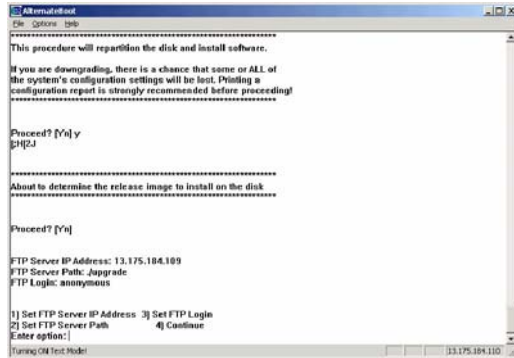 AlternateBoot
File Options Help
******************************************************************
This procedure will repartition the disk and install software.
If you are downgrading, there is a chance that some or ALL of
the system's configuration settings will be lost. Printing a
configuration report is strongly recommended before proceeding!
******************************************************************
Proceed? [Yn] y
[;H[2J
******************************************************************
About to determine the release image to install on the disk
******************************************************************
Proceed? [Yn]
FTP Server IP Address: 13.175.184.109
FTP Server Path: ./upgrade
FTP Login: anonymous
1) Set FTP Server IP Address 3) Set FTP Login
2) Set FTP Server Path 4) Continue
Enter option:
Turning ON Text Mode! 13.175.184.110